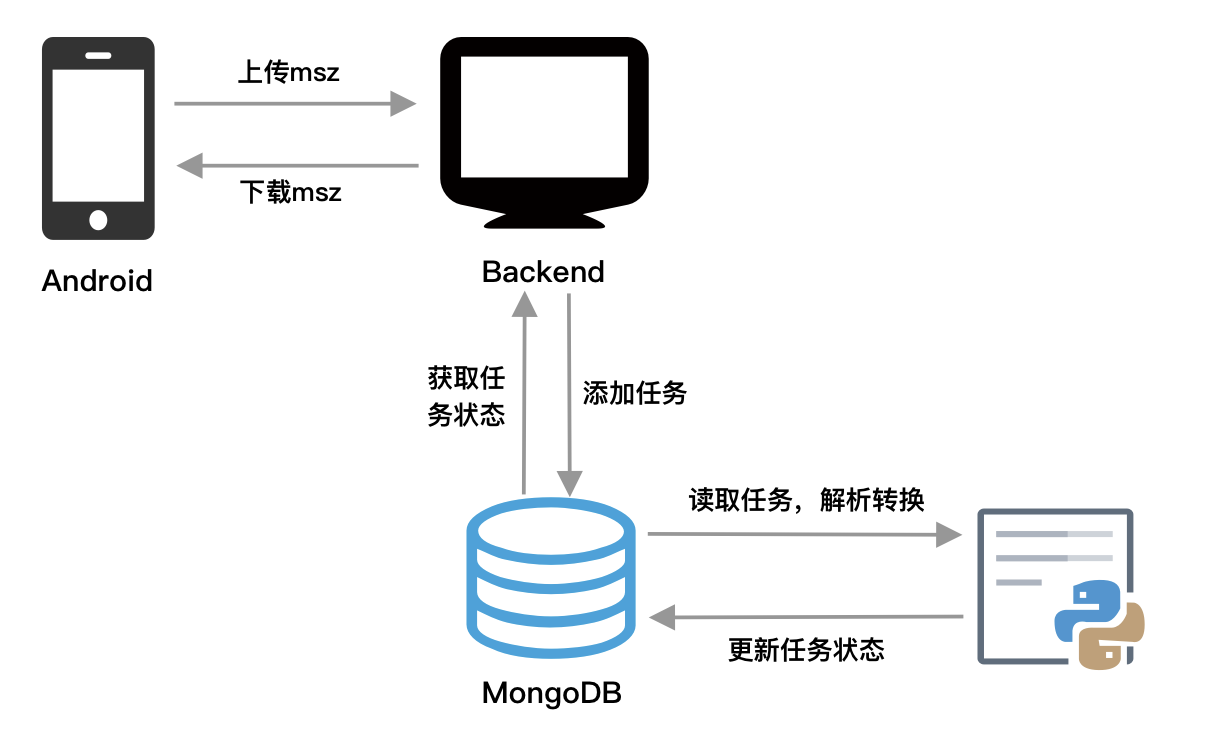 上传msz
下载msz
Android
Backend
获取任
务状态
添加任务
读取任务，解析转换
更新任务状态
MongoDB